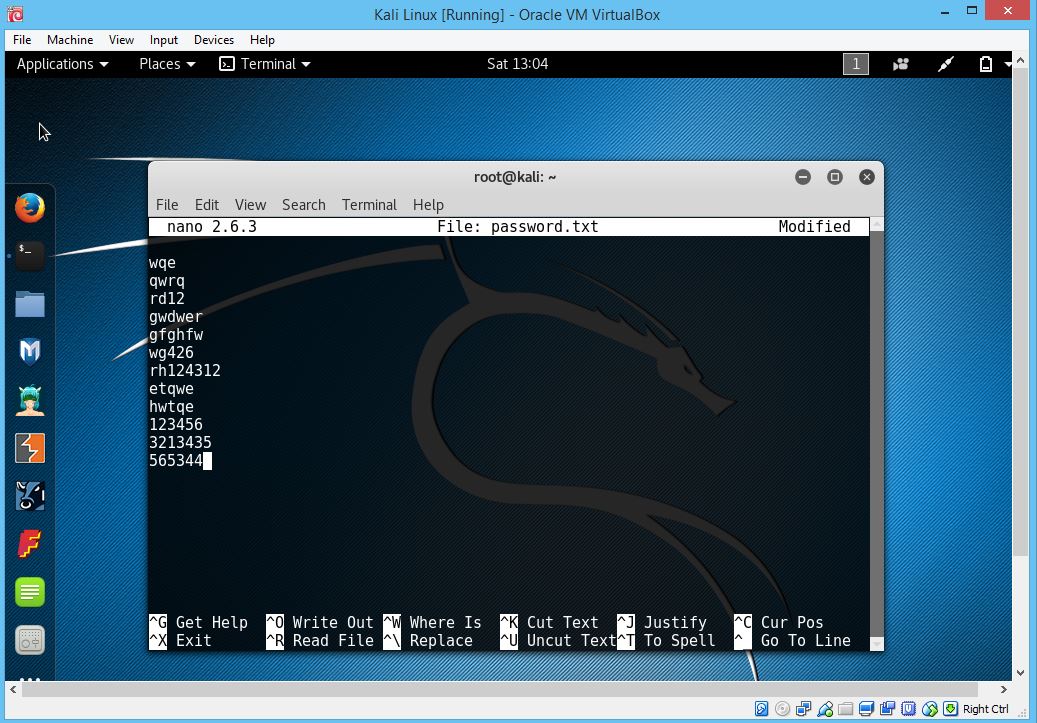 Kali Linux [Running] - Oracle VM VirtualBox
File Machine View Input Devices Help
Applications Places Terminal Sat 13:04 1
root@kali: ~
File Edit View Search Terminal Help
nano 2.6.3 File: password.txt Modified
wqe
qwrq
rd12
gwdwer
gfghfw
wg426
rh124312
etqwe
hwtqe
123456
3213435
565344
^G Get Help ^O Write Out ^W Where Is ^K Cut Text ^J Justify ^C Cur Pos
^X Exit ^R Read File ^\ Replace ^U Uncut Text ^T To Spell ^_ Go To Line
Right Ctrl